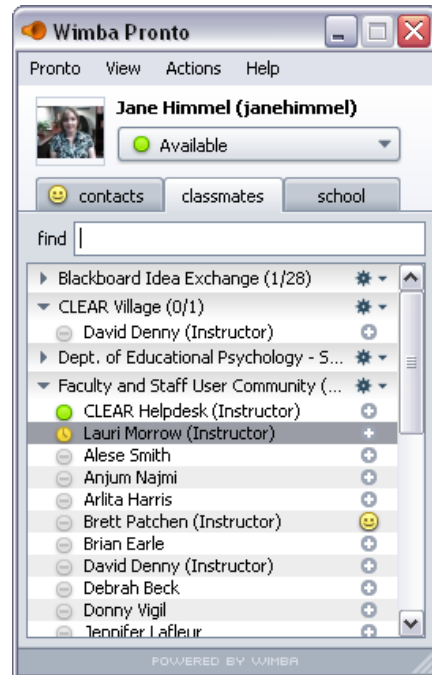 Wimba Pronto
Pronto View Actions Help
Jane Himmel (janehimmel)
Available
contacts classmates school
find
Blackboard Idea Exchange (1/28)
CLEAR Village (0/1)
David Denny (Instructor)
Dept. of Educational Psychology - S...
Faculty and Staff User Community (...
CLEAR Helpdesk (Instructor)
Lauri Morrow (Instructor)
Alese Smith
Anjum Najmi
Arlita Harris
Brett Patchen (Instructor)
Brian Earle
David Denny (Instructor)
Debrah Beck
Donny Vigil
Jennifer Lafleur
POWERED BY WIMBA